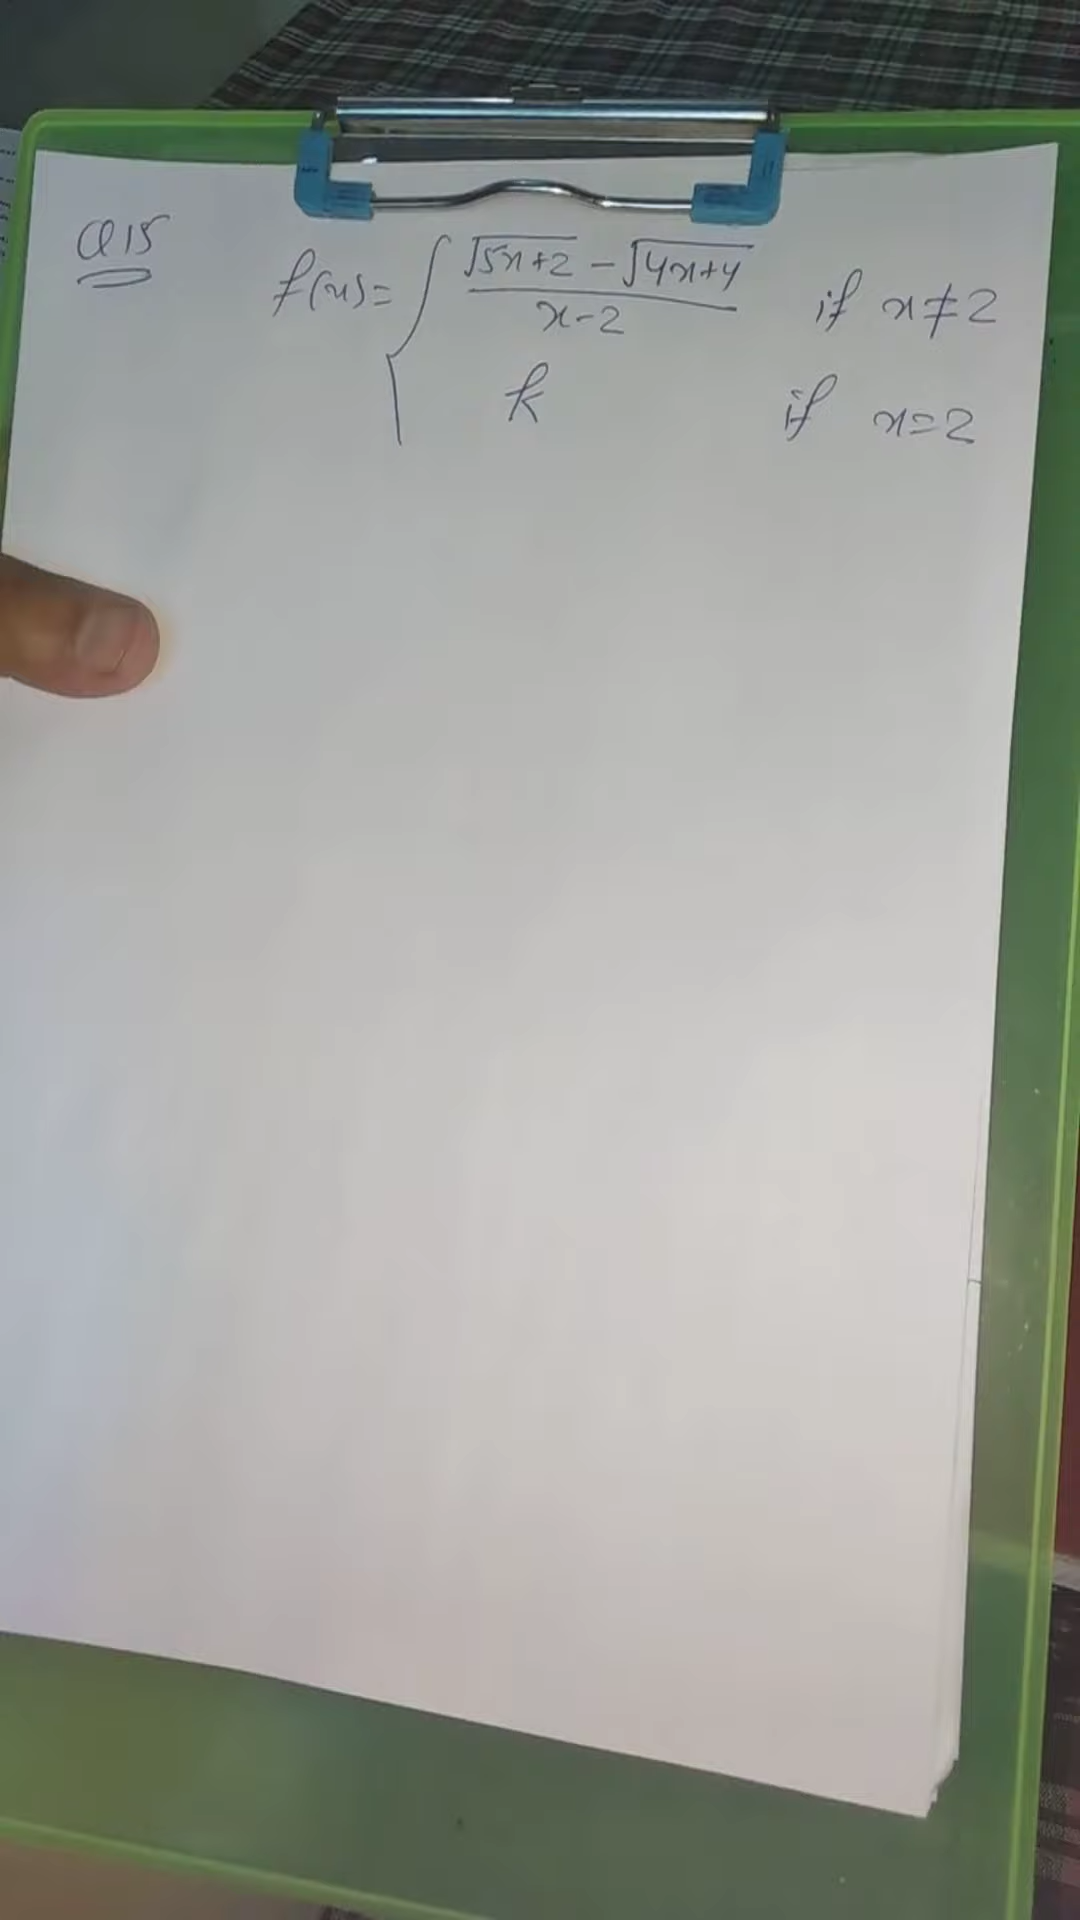 Q15
f(x) = { (√(5x+2) - √(4x+4)) / (x-2) if x≠2
k if x=2